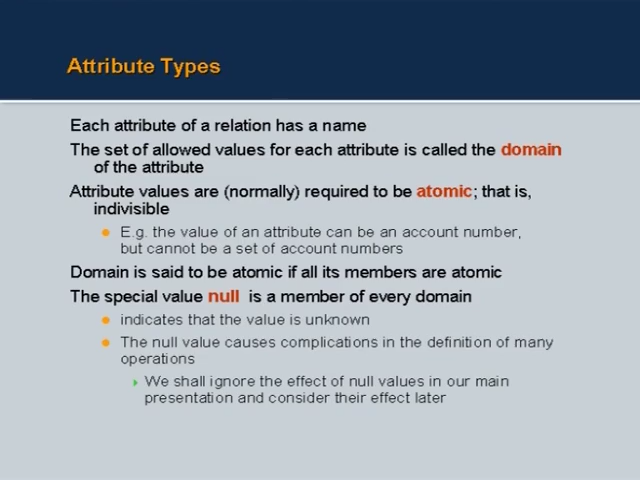 Attribute Types
Each attribute of a relation has a name
The set of allowed values for each attribute is called the domain
of the attribute
Attribute values are (normally) required to be atomic; that is,
indivisible
E.g. the value of an attribute can be an account number,
but cannot be a set of account numbers
Domain is said to be atomic if all its members are atomic
The special value null is a member of every domain
indicates that the value is unknown
The null value causes complications in the definition of many
operations
We shall ignore the effect of null values in our main
presentation and consider their effect later